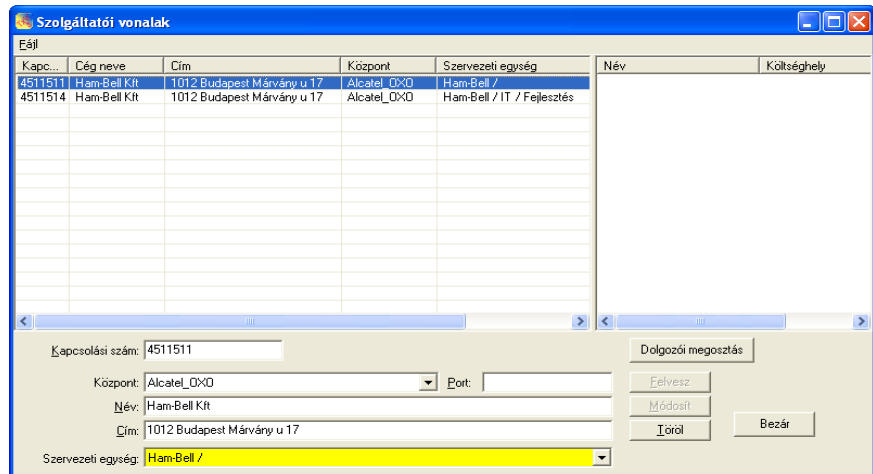 Szolgáltatói vonalak
Fájl
Kapc... Cég neve Cím Központ Szervezeti egység Név Költséghely
4511511 Ham-Bell Kft 1012 Budapest Márvány u 17 Alcatel_OXO Ham-Bell /
4511514 Ham-Bell Kft 1012 Budapest Márvány u 17 Alcatel_OXO Ham-Bell / IT / Fejlesztés
Kapcsolási szám: 4511511 Dolgozói megosztás
Központ: Alcatel_OXO Port: Felvesz
Név: Ham-Bell Kft Módosít
Cím: 1012 Budapest Márvány u 17 Töröl Bezár
Szervezeti egység: Ham-Bell /